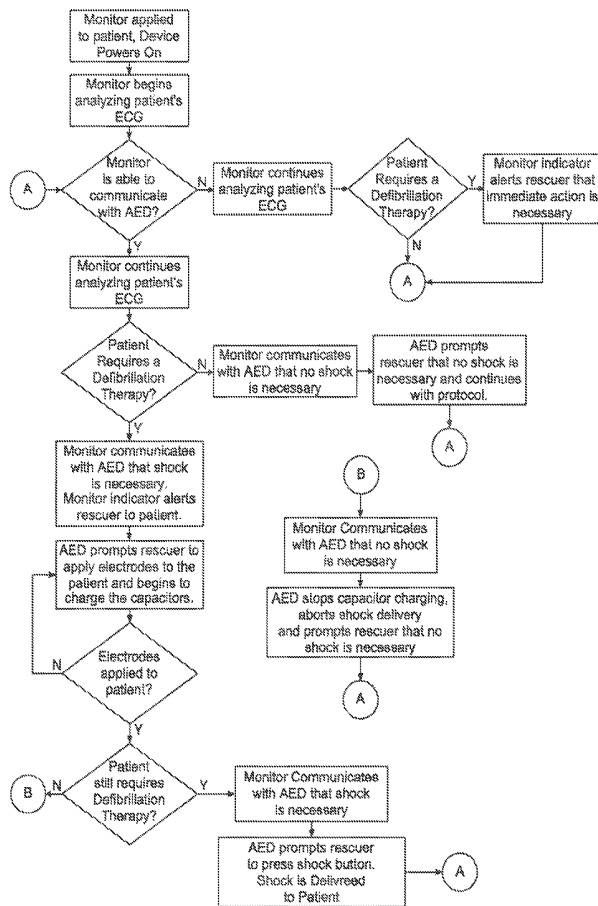 Monitor applied
to patient, Device
Powers On
Monitor begins
analyzing patient's
ECG
A
Monitor
is able to
communicate
with AED?
N
Monitor continues
analyzing patient's
ECG
Patient
Requires a
Defibrillation
Therapy?
Y
Monitor indicator
alerts rescuer that
immediate action is
necessary
N
A
Y
Monitor continues
analyzing patient's
ECG
Patient
Requires a
Defibrillation
Therapy?
N
Monitor communicates
with AED that no shock
is necessary
AED prompts
rescuer that no shock is
necessary and continues
with protocol.
A
Y
Monitor communicates
with AED that shock
is necessary.
Monitor indicator alerts
rescuer to patient.
AED prompts rescuer to
apply electrodes to the
patient and begins to
charge the capacitors.
N
Electrodes
applied to
patient?
Y
B
Monitor Communicates
with AED that no shock
is necessary
AED stops capacitor charging,
aborts shock delivery
and prompts rescuer that no
shock is necessary
A
B
N
Patient
still requires
Defibrillation
Therapy?
Y
Monitor Communicates
with AED that shock
is necessary
AED prompts rescuer
to press shock button.
Shock is Delivreed
to Patient
A